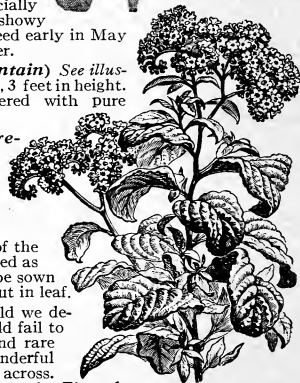 cially
showy
eed early in May
er.
ntain) See illus-
, 3 feet in height.
ered with pure
re-
of the
ed as
be sown
ut in leaf.
ld we de-
ld fail to
nd rare
nderful
across.